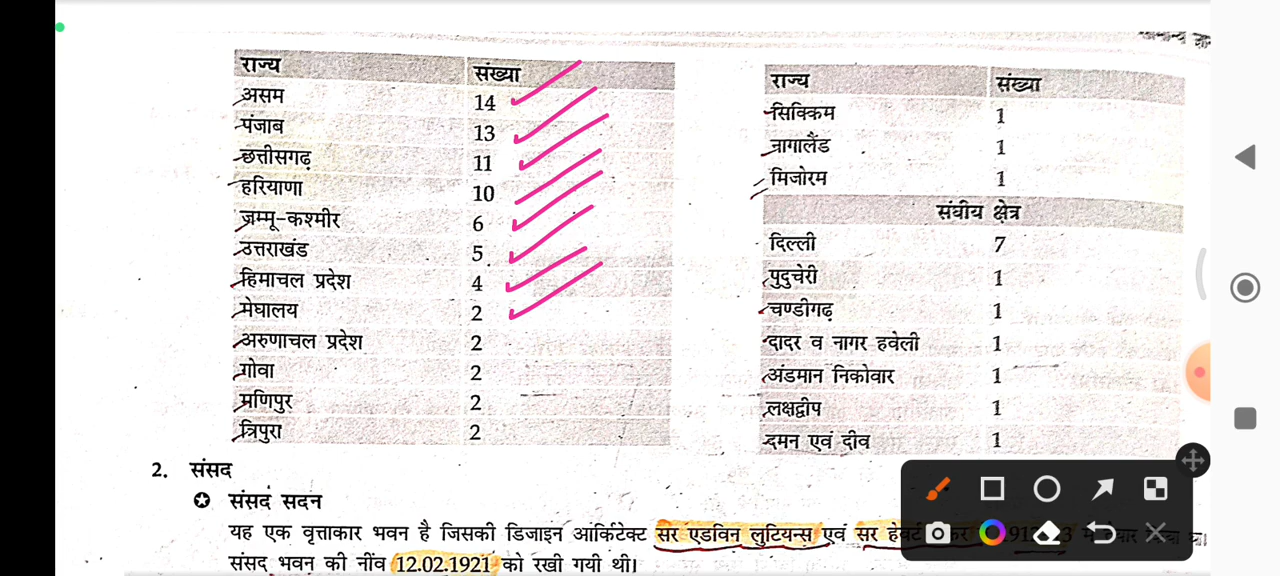 राज्य संख्या
असम 14
पंजाब 13
छत्तीसगढ़ 11
हरियाणा 10
जम्मू-कश्मीर 6
उत्तराखंड 5
हिमाचल प्रदेश 4
मेघालय 2
अरुणाचल प्रदेश 2
गोवा 2
मणिपुर 2
त्रिपुरा 2
राज्य संख्या
सिक्किम 1
नागालैंड 1
मिजोरम 1
संघीय क्षेत्र
दिल्ली 7
पुदुचेरी 1
चण्डीगढ़ 1
दादर व नागर हवेली 1
अंडमान निकोवार 1
लक्षद्वीप 1
दमन एवं दीव 1
2. संसद
संसद सदन
यह एक वृत्ताकार भवन है जिसकी डिजाइन आंर्किटेक्ट सर एडविन लुटियन्स एवं सर
संसद भवन की नींव 12.02.1921 को रखी गयी थी।